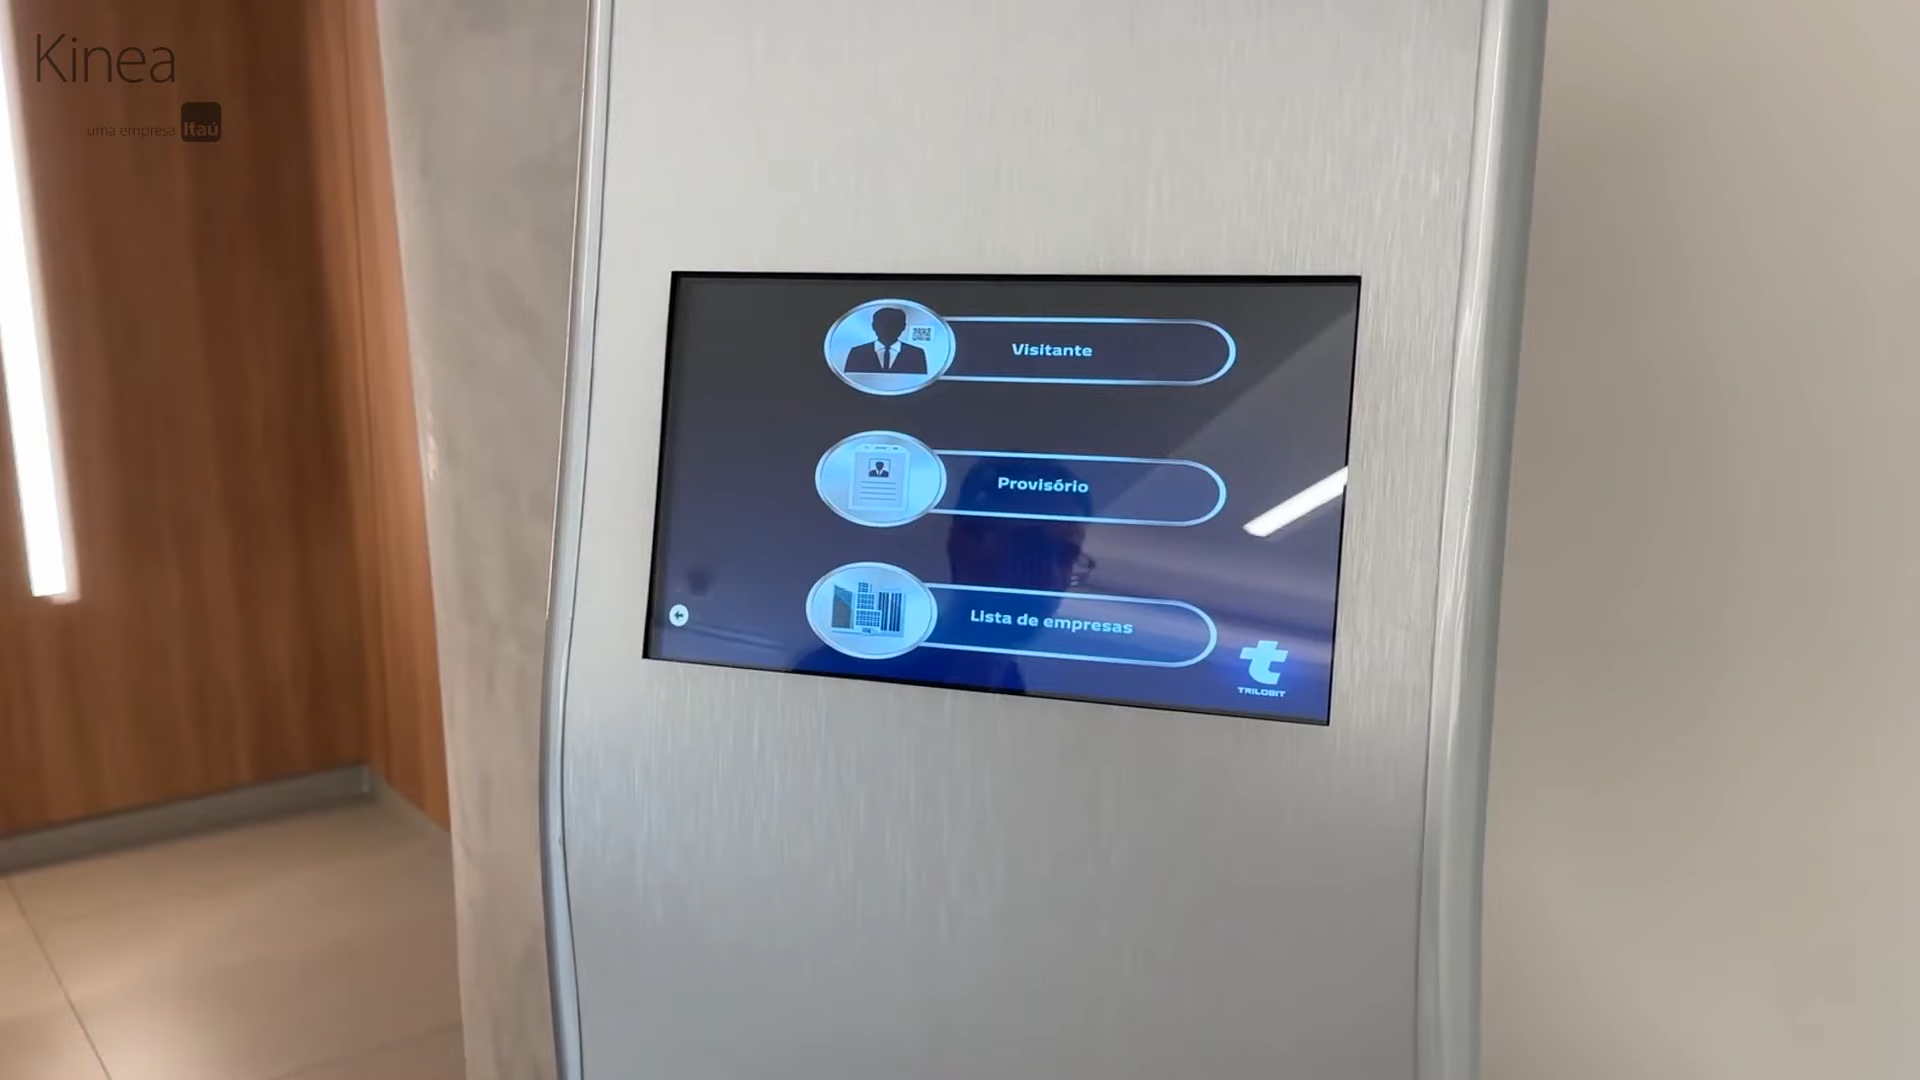 Kinea
uma empresa Itaú
Visitante
Provisório
Lista de empresas
TRILOBIT